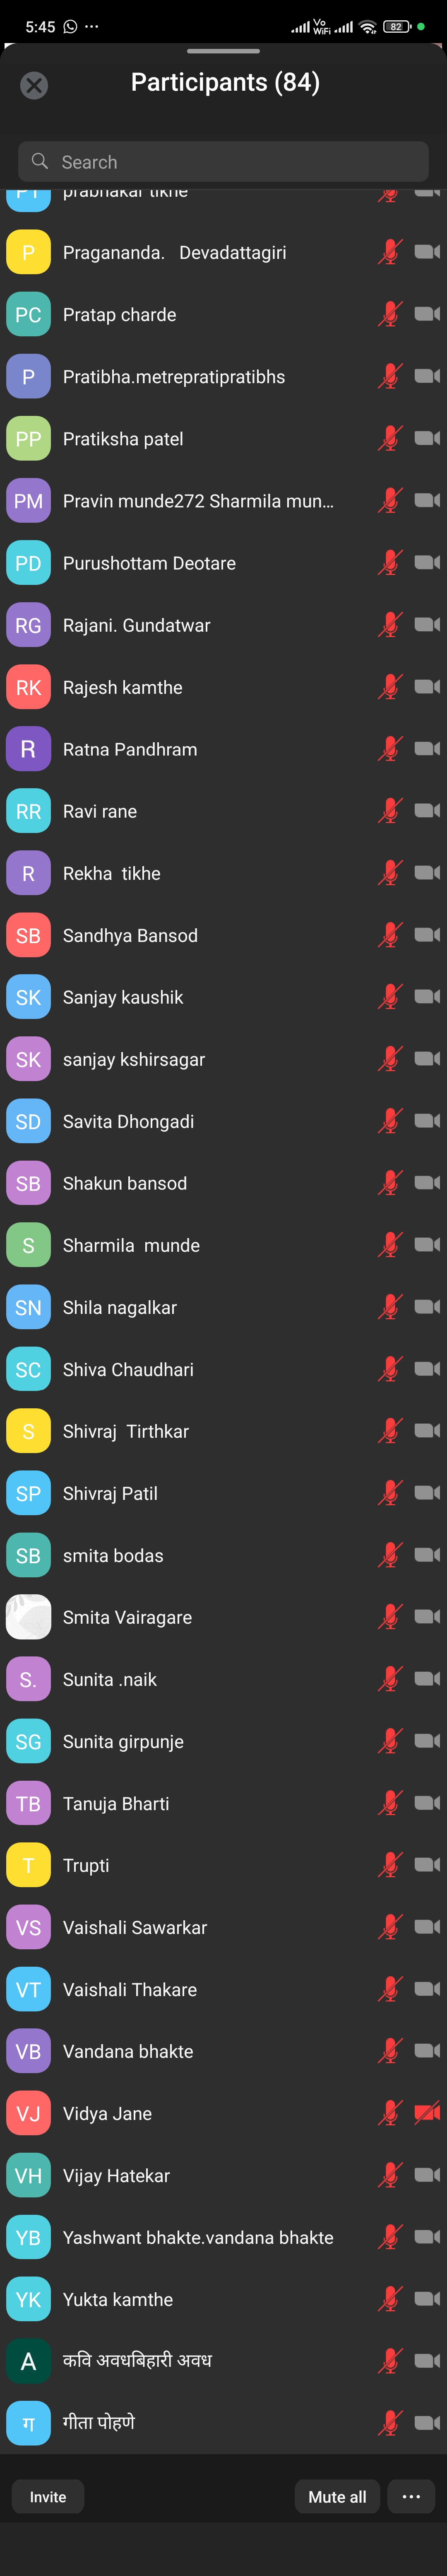 5:45
Vo
WiFi
82
Participants (84)
Search
PT prabhakar tikhe
P Pragananda. Devadattagiri
PC Pratap charde
P Pratibha.metrepratipratibhs
PP Pratiksha patel
PM Pravin munde272 Sharmila mun...
PD Purushottam Deotare
RG Rajani. Gundatwar
RK Rajesh kamthe
R Ratna Pandhram
RR Ravi rane
R Rekha tikhe
SB Sandhya Bansod
SK Sanjay kaushik
SK sanjay kshirsagar
SD Savita Dhongadi
SB Shakun bansod
S Sharmila munde
SN Shila nagalkar
SC Shiva Chaudhari
S Shivraj Tirthkar
SP Shivraj Patil
SB smita bodas
Smita Vairagare
S. Sunita .naik
SG Sunita girpunje
TB Tanuja Bharti
T Trupti
VS Vaishali Sawarkar
VT Vaishali Thakare
VB Vandana bhakte
VJ Vidya Jane
VH Vijay Hatekar
YB Yashwant bhakte.vandana bhakte
YK Yukta kamthe
A कवि अवधबिहारी अवध
ग गीता पोहणे
Invite Mute all